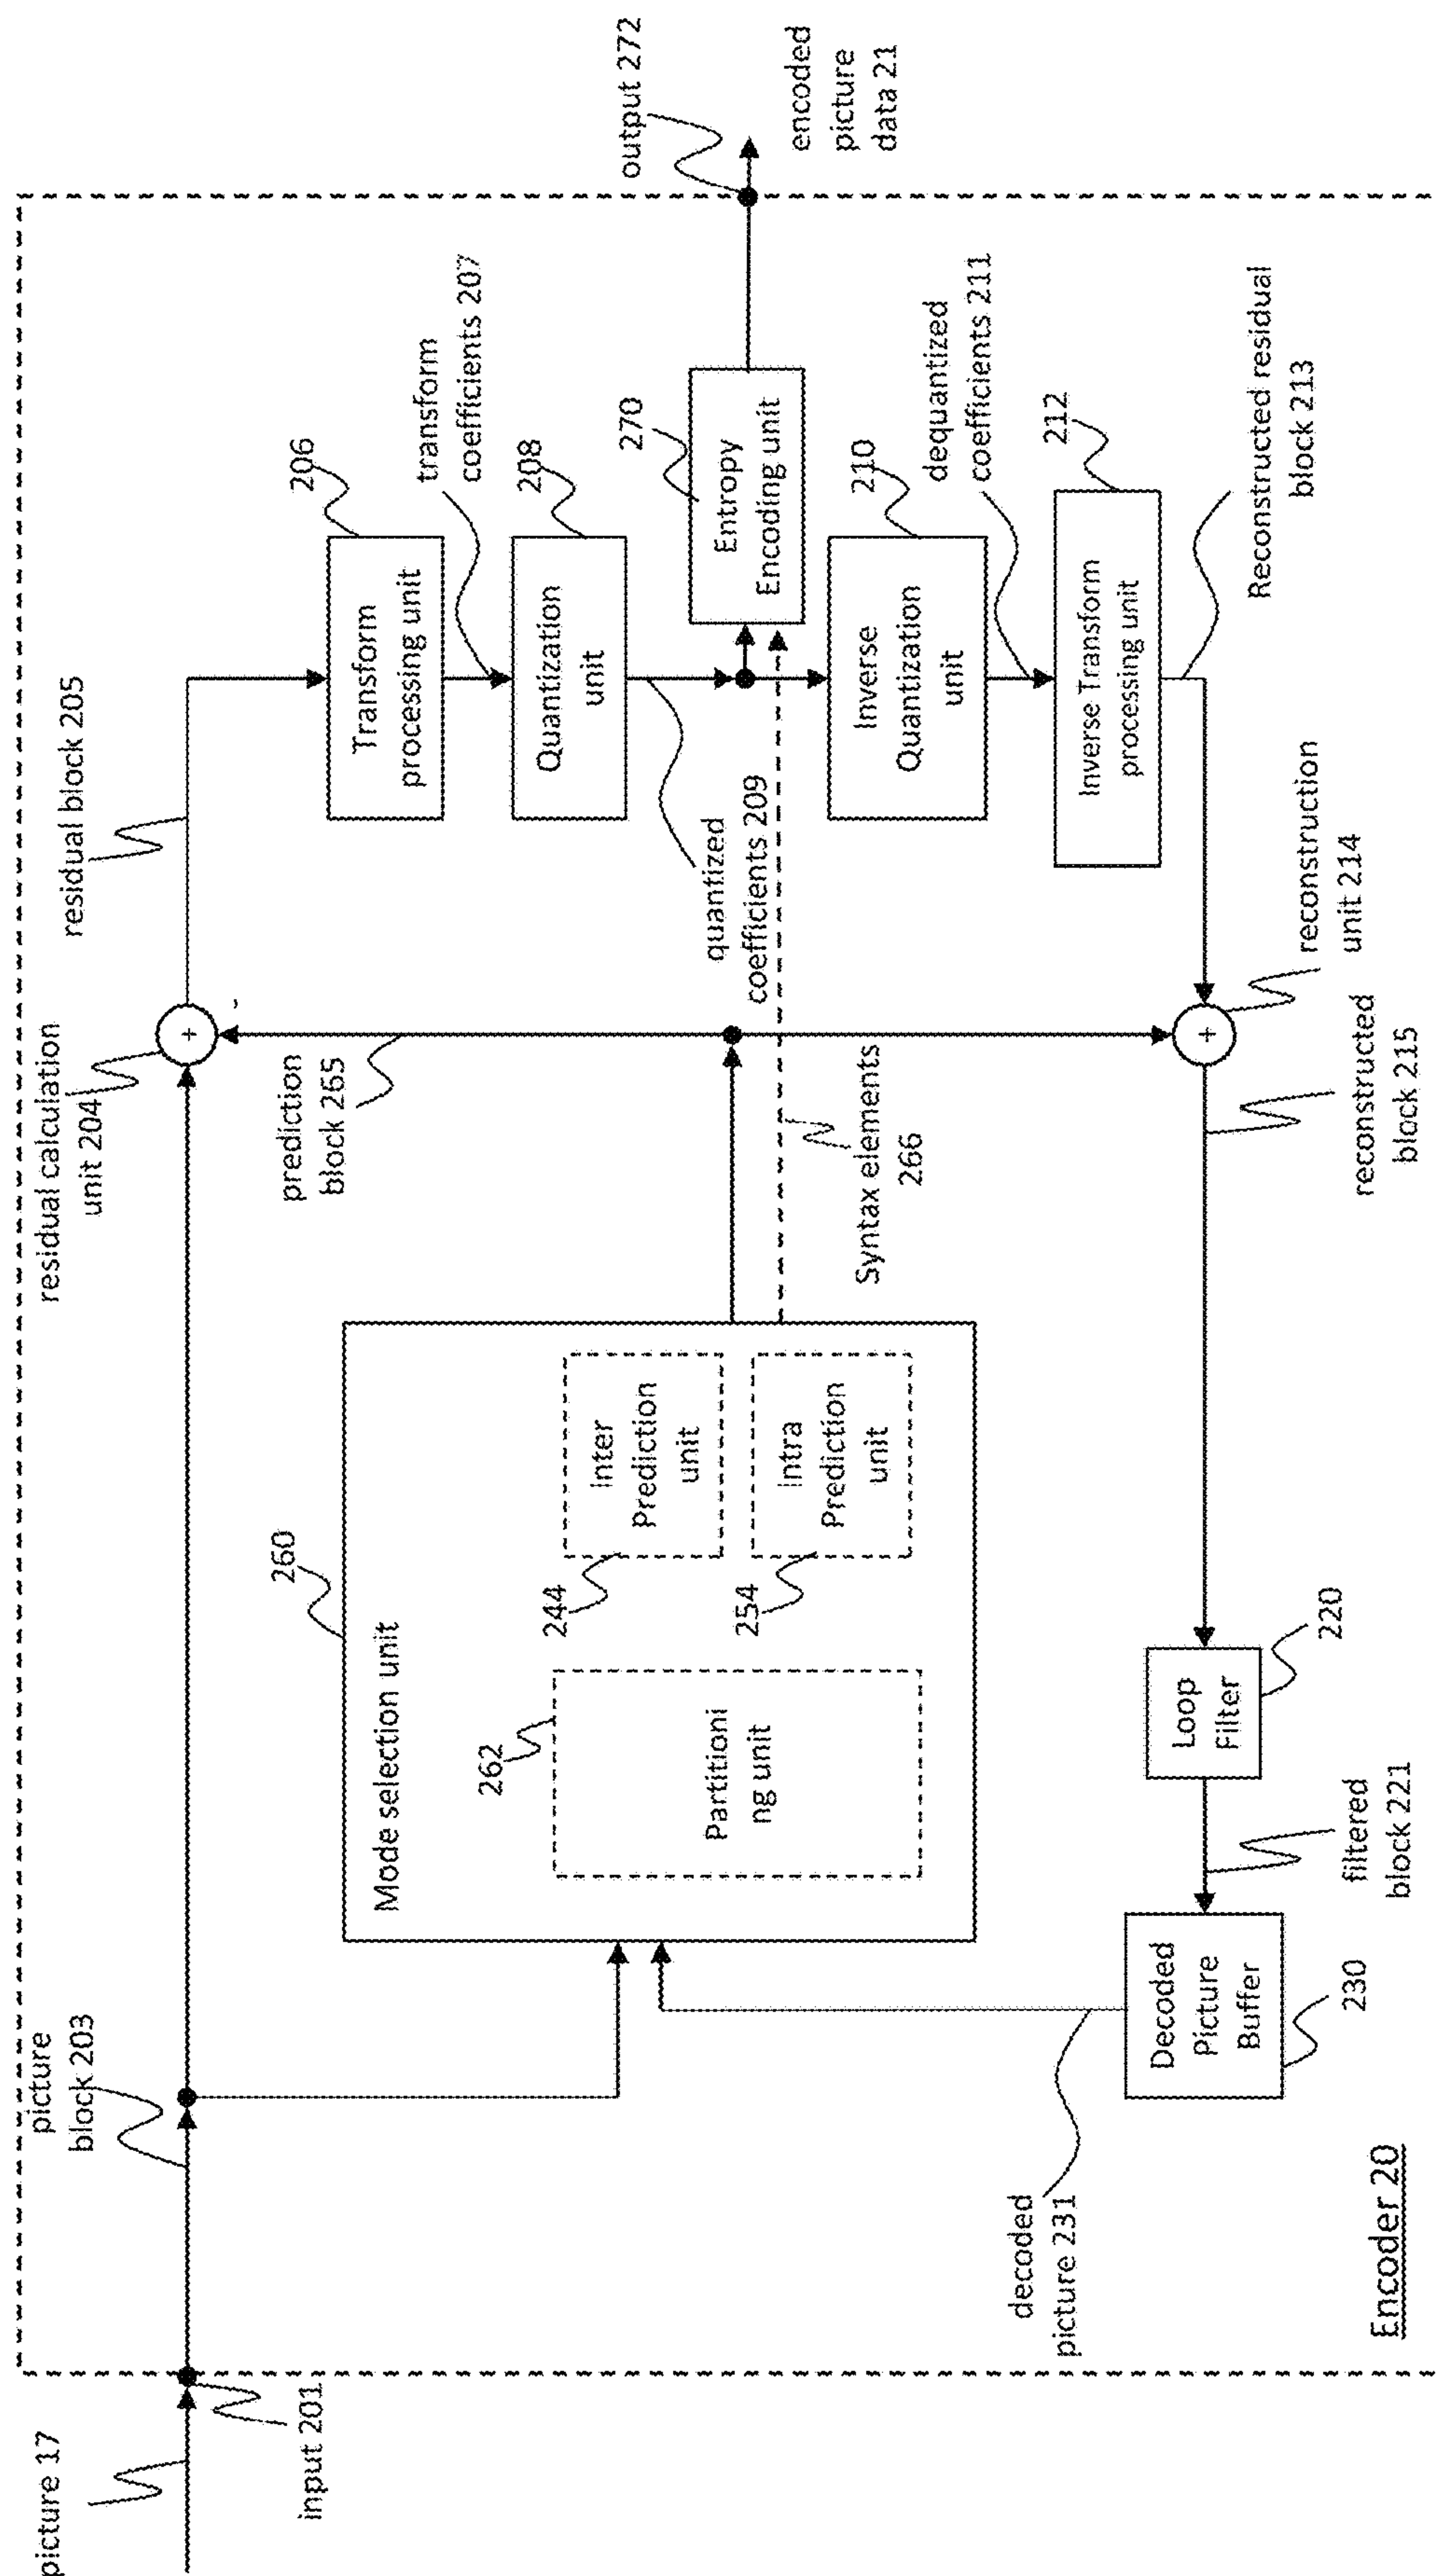 picture 17
input 201
picture
block 203
residual calculation
unit 204
residual block 205
206
Transform
processing unit
transform
coefficients 207
208
Quantization
unit
quantized
coefficients 209
270
Entropy
Encoding unit
output 272
encoded
picture
data 21
210
Inverse
Quantization
unit
dequantized
coefficients 211
212
Inverse Transform
processing unit
Reconstructed residual
block 213
+
-
prediction
block 265
Syntax elements
266
+
reconstruction
unit 214
reconstructed
block 215
260
Mode selection unit
262
Partitioni
ng unit
244
Inter
Prediction
unit
254
Intra
Prediction
unit
220
Loop
Filter
filtered
block 221
Decoded
Picture
Buffer
230
decoded
picture 231
Encoder 20